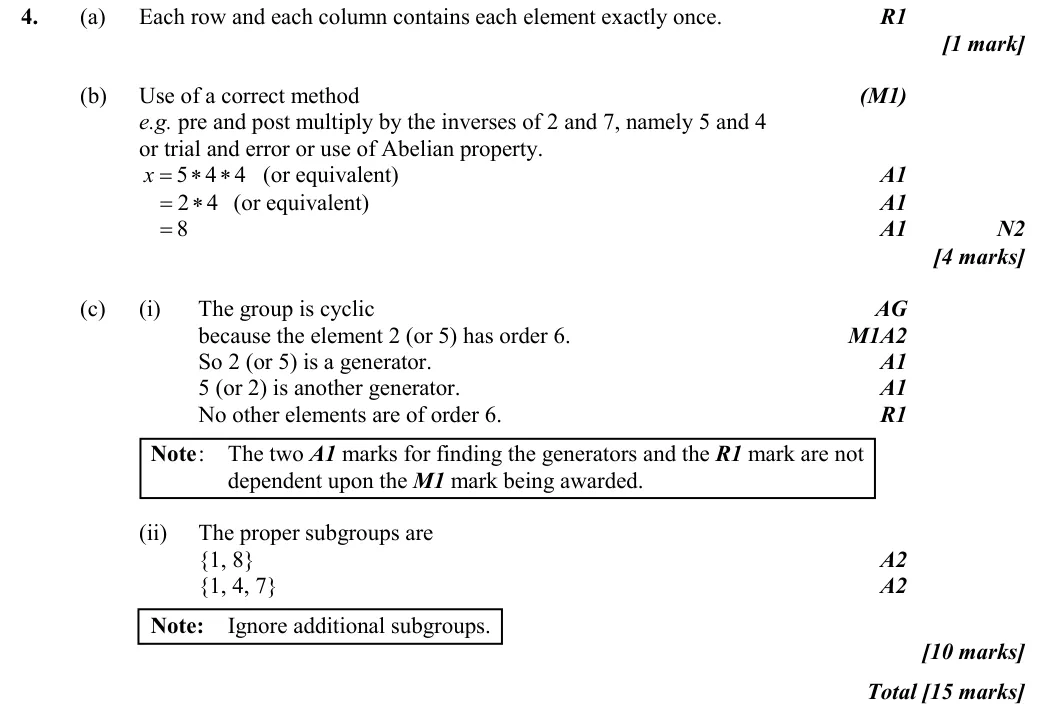 4. (a) Each row and each column contains each element exactly once. R1
[1 mark]
(b) Use of a correct method (M1)
e.g. pre and post multiply by the inverses of 2 and 7, namely 5 and 4
or trial and error or use of Abelian property.
x = 5 ∗ 4 ∗ 4 (or equivalent) A1
= 2 ∗ 4 (or equivalent) A1
= 8 A1 N2
[4 marks]
(c) (i) The group is cyclic AG
because the element 2 (or 5) has order 6. M1A2
So 2 (or 5) is a generator. A1
5 (or 2) is another generator. A1
No other elements are of order 6. R1
Note: The two A1 marks for finding the generators and the R1 mark are not
dependent upon the M1 mark being awarded.
(ii) The proper subgroups are
{1, 8} A2
{1, 4, 7} A2
Note: Ignore additional subgroups.
[10 marks]
Total [15 marks]